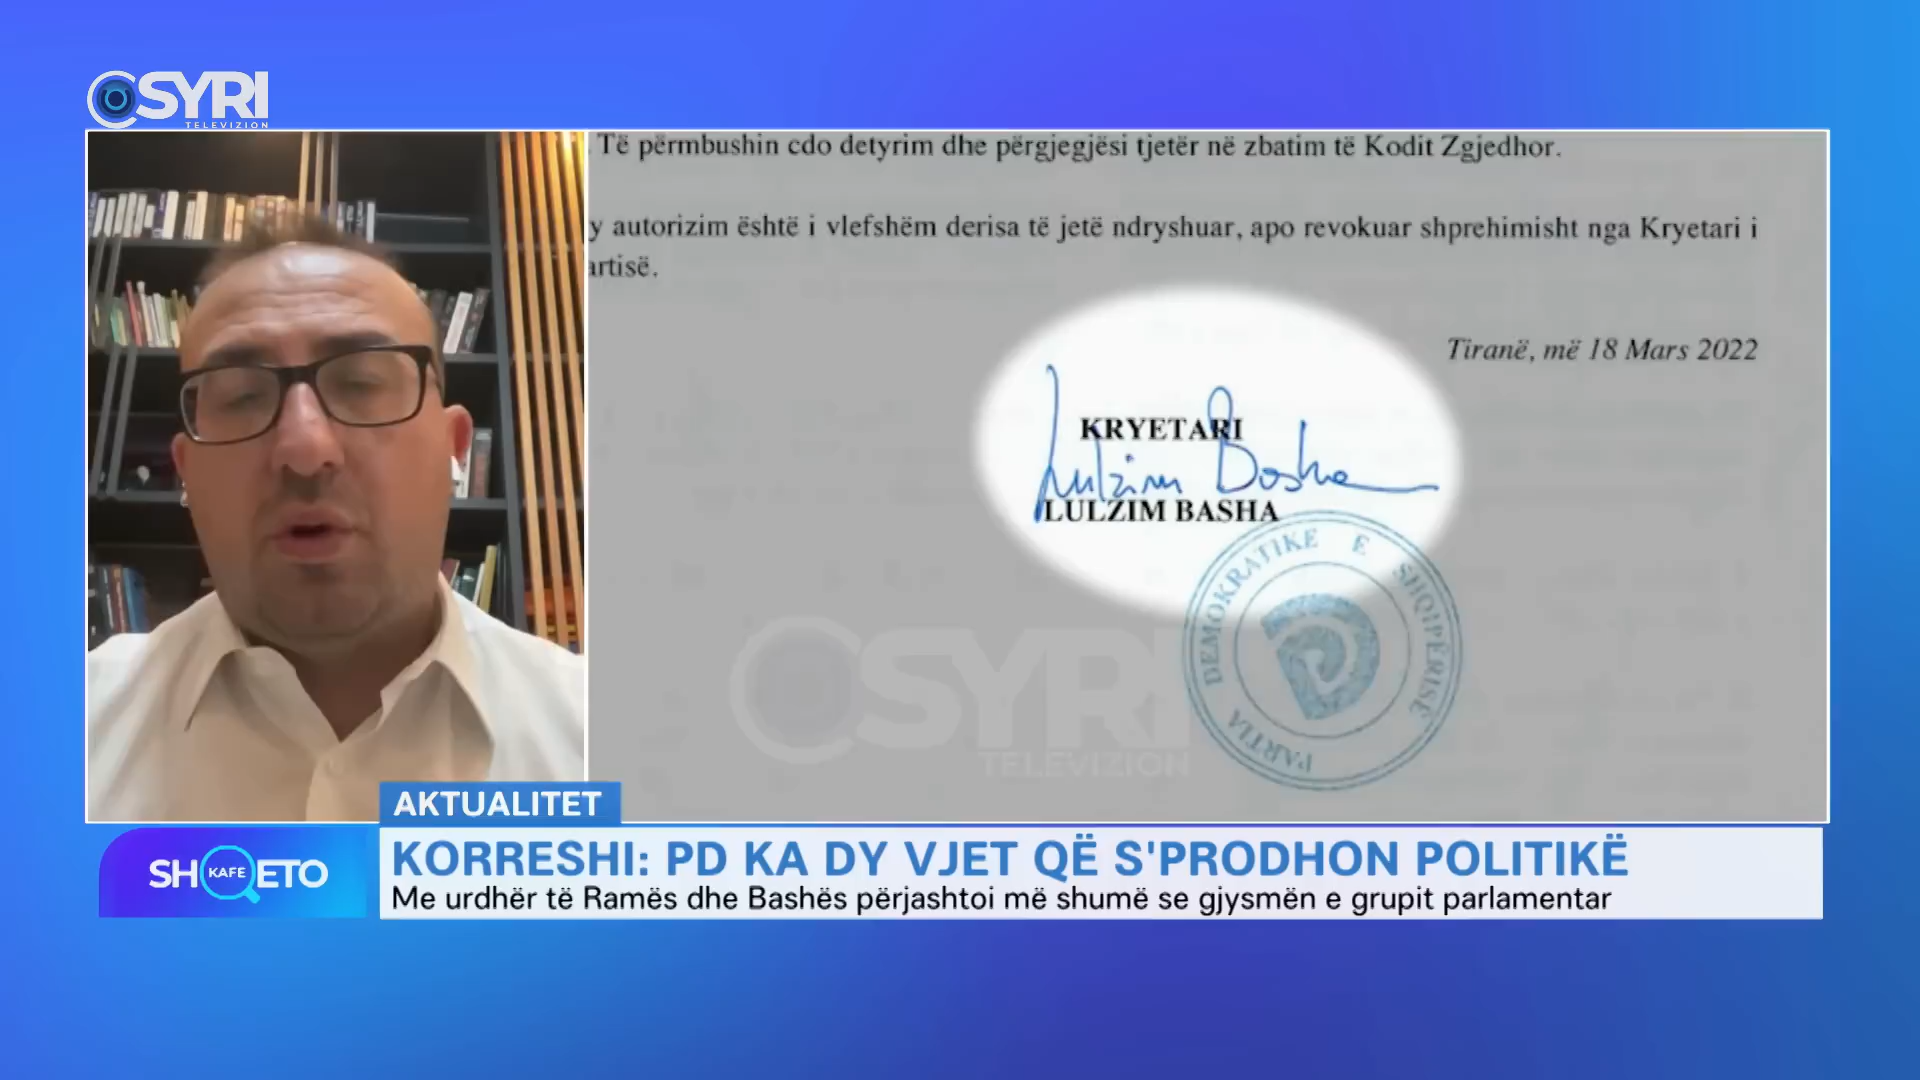 SYRI
TELEVIZION
Të përmbushin cdo detyrim dhe përgjegjësi tjetër në zbatim të Kodit Zgjedhor.
y autorizim është i vlefshëm derisa të jetë ndryshuar, apo revokuar shprehimisht nga Kryetari i
artisë.
Tiranë, më 18 Mars 2022
KRYETARI
Lulzim Basha
LULZIM BASHA
PARTIA DEMOKRATIKE E SHQIPËRISË
SYRI
TELEVIZION
AKTUALITET
SHQETO
KAFE
KORRESHI: PD KA DY VJET QË S'PRODHON POLITIKË
Me urdhër të Ramës dhe Bashës përjashtoi më shumë se gjysmën e grupit parlamentar